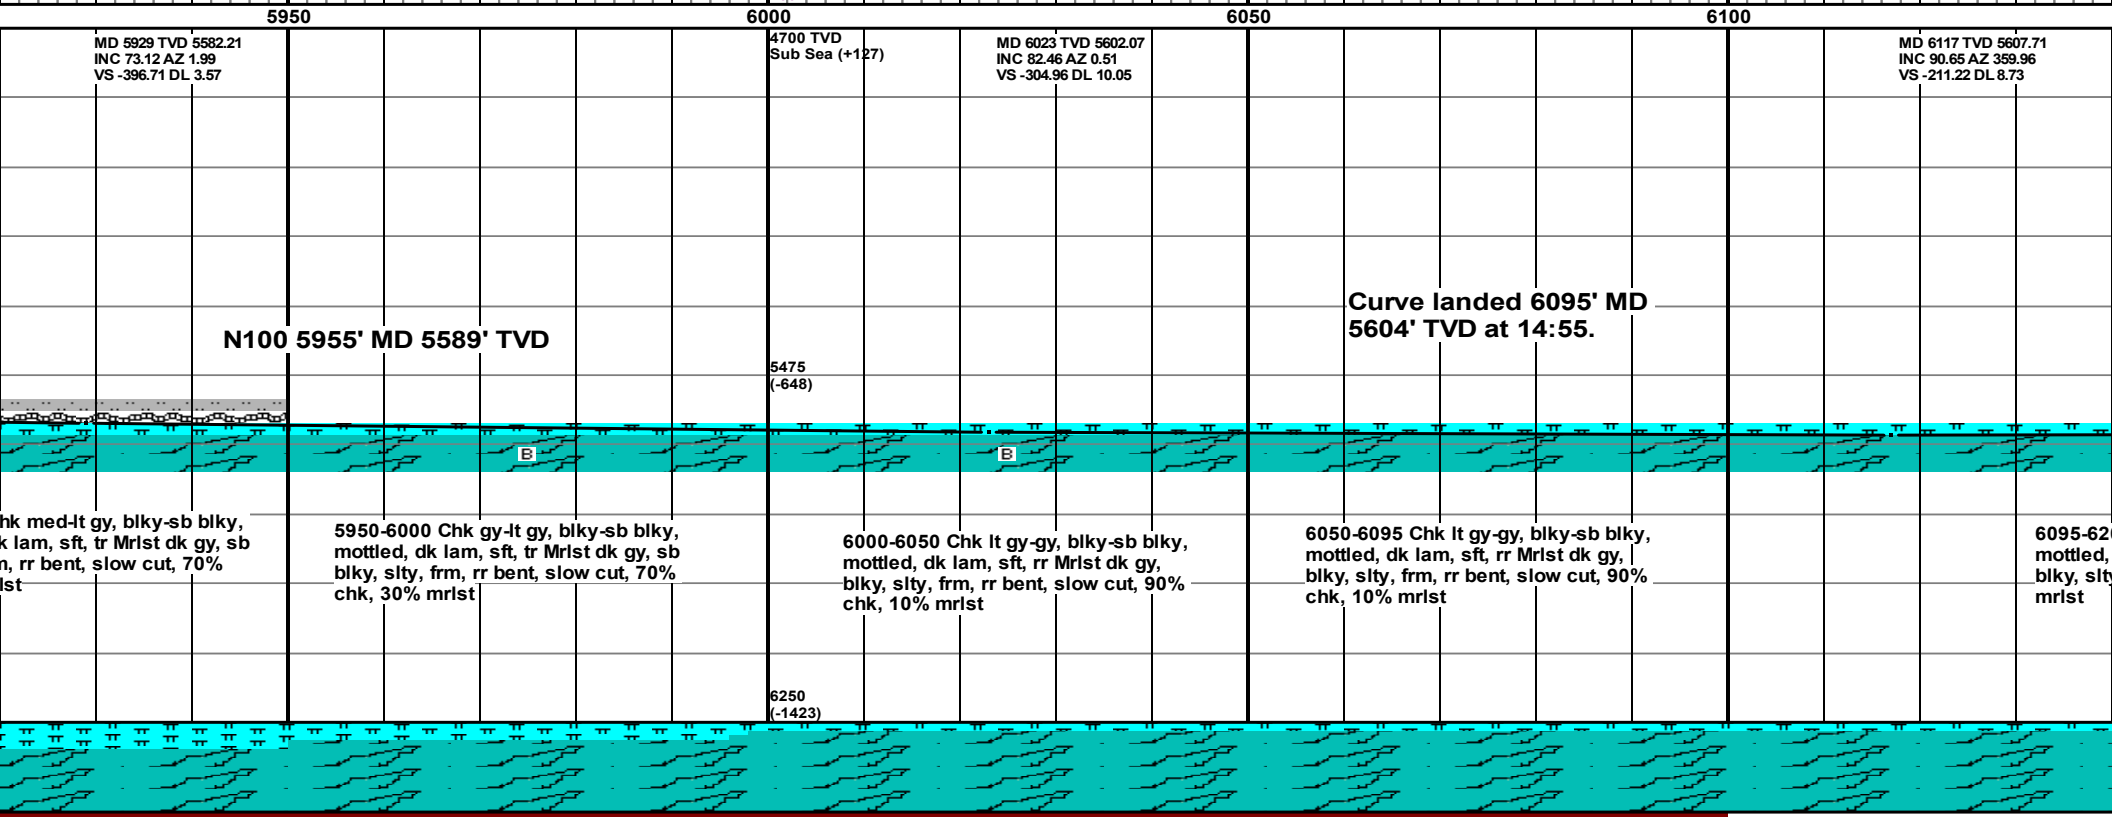 5950 6000 6050 6100
MD 5929 TVD 5582.21
INC 73.12 AZ 1.99
VS -396.71 DL 3.57
4700 TVD
Sub Sea (+127)
MD 6023 TVD 5602.07
INC 82.46 AZ 0.51
VS -304.96 DL 10.05
MD 6117 TVD 5607.71
INC 90.65 AZ 359.96
VS -211.22 DL 8.73
N100 5955' MD 5589' TVD
Curve landed 6095' MD
5604' TVD at 14:55.
5475
(-648)
B
B
hk med-lt gy, blky-sb blky,
k lam, sft, tr Mrlst dk gy, sb
, rr bent, slow cut, 70%
lst
5950-6000 Chk gy-lt gy, blky-sb blky,
mottled, dk lam, sft, tr Mrlst dk gy, sb
blky, slty, frm, rr bent, slow cut, 70%
chk, 30% mrlst
6000-6050 Chk lt gy-gy, blky-sb blky,
mottled, dk lam, sft, rr Mrlst dk gy,
blky, slty, frm, rr bent, slow cut, 90%
chk, 10% mrlst
6050-6095 Chk lt gy-gy, blky-sb blky,
mottled, dk lam, sft, rr Mrlst dk gy,
blky, slty, frm, rr bent, slow cut, 90%
chk, 10% mrlst
6095-62
mottled,
blky, slt
mrlst
6250
(-1423)